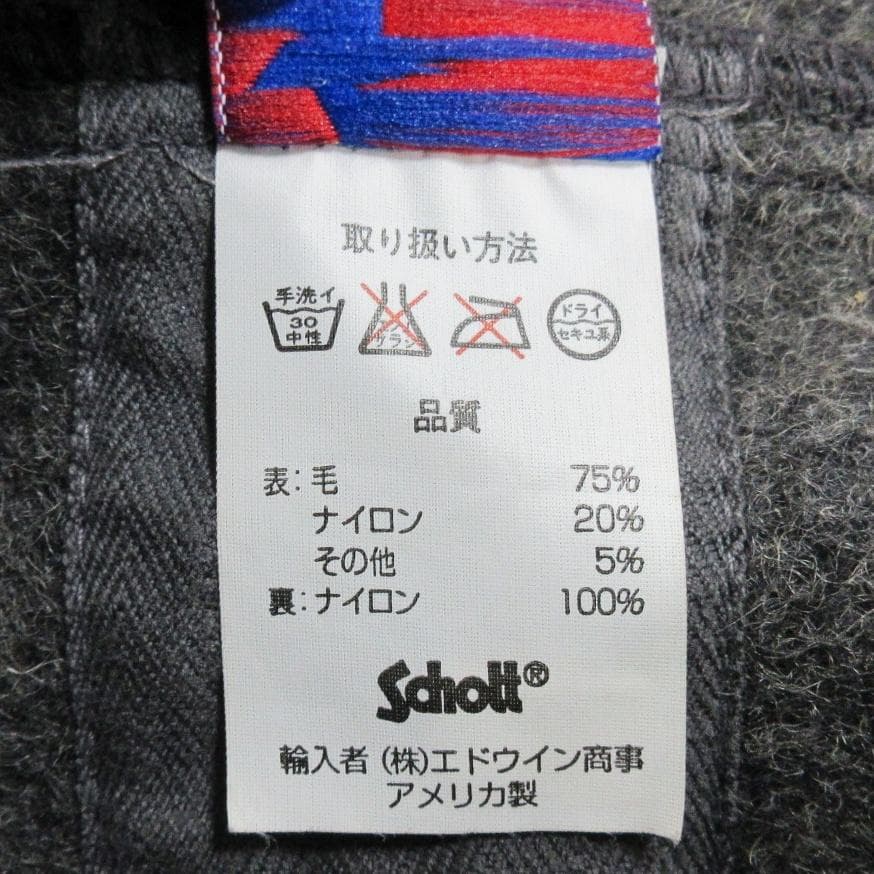 取り扱い方法
手洗イ
30
中性
サラシ
ドライ
セキユ系
品質
表:毛 75%
ナイロン 20%
その他 5%
裏:ナイロン 100%
Schott®
輸入者 (株)エドウイン商事
アメリカ製